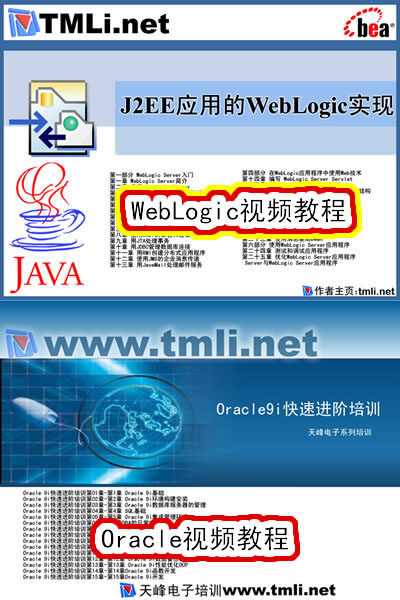 TMLi.net
bea
J2EE应用的WebLogic实现
第一部分 WebLogic Server入门
第一章 WebLogic Server简介
第四部分 在WebLogic应用程序中使用Web技术
第十四章 编写 WebLogic Server Servlet
WebLogic视频教程
第九章 用JTA处理事务
第十章 用JDBC管理数据库连接
第十一章 用RMI创建分布式应用程序
第十二章 使用JMS的企业消息传递
第十三章 用JavaMail处理邮件服务
第六部分 使用WebLogic Server应用程序
第二十四章 测试和调试应用程序
第二十五章 优化WebLogic Server应用程序
Server与WebLogic Server应用程序
JAVA
作者主页:tmli.net
www.tmli.net
Oracle9i快速进阶培训
天峰电子系列培训
Oracle 9i快速进阶培训第01章-第1章 Oracle 9i基础
Oracle 9i快速进阶培训第02章-第2章 Oracle 9i环境构建安装
Oracle 9i快速进阶培训第03章-第3章 Oracle 9i数据库服务器的管理
Oracle 9i快速进阶培训第04章-第4章 SQL基础
Oracle视频教程
Oracle 9i快速进阶培训第13章-第13章 Oracle 9i性能优化OCP
Oracle 9i快速进阶培训第14章-第14章Oracle 9i函数开发
Oracle 9i快速进阶培训第15章-第15章Oracle 9i开发
天峰电子培训www.tmli.net